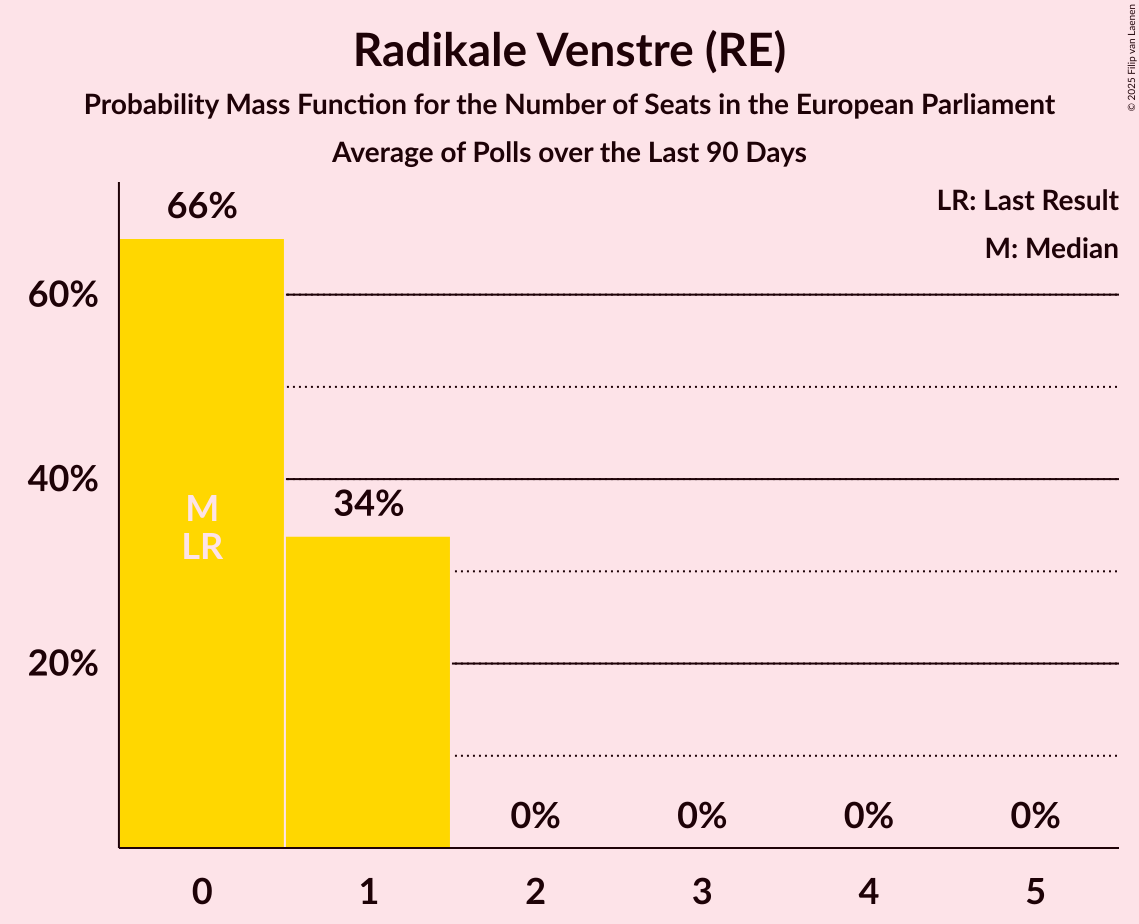 Radikale Venstre (RE)
Probability Mass Function for the Number of Seats in the European Parliament
Average of Polls over the Last 90 Days
© 2025 Filip van Laenen
LR: Last Result
M: Median
66%
60%
40%
34%
M
LR
20%
0% 0% 0% 0%
0 1 2 3 4 5